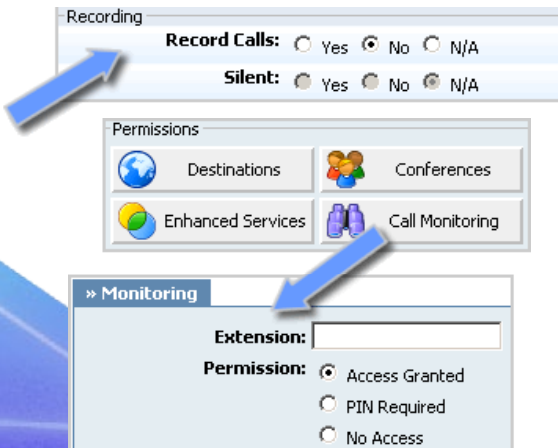 Recording
Record Calls: Yes No N/A
Silent: Yes No N/A
Permissions
Destinations Conferences
Enhanced Services Call Monitoring
» Monitoring
Extension:
Permission: Access Granted
PIN Required
No Access